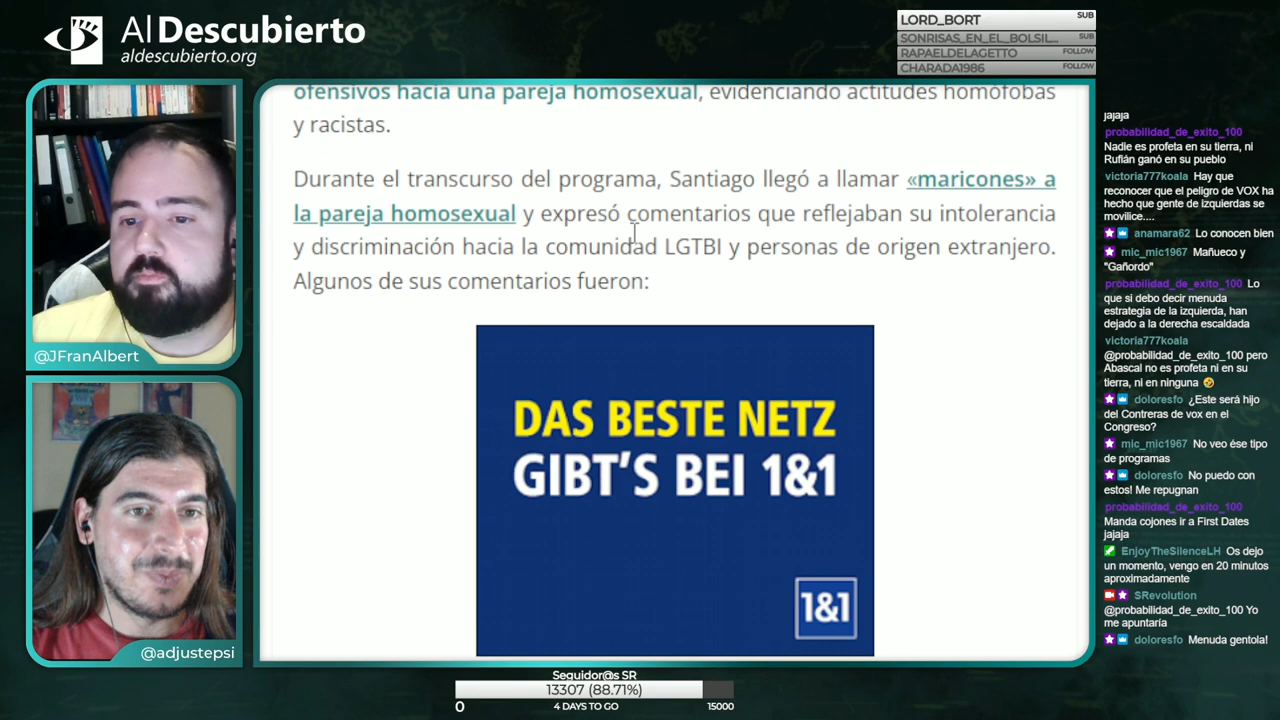 Al Descubierto
aldescubierto.org
LORD_BORT SUB
SONRISAS_EN_EL_BOLSIL... SUB
RAPAELDELAGETTO FOLLOW
CHARADA1986 FOLLOW
ofensivos hacia una pareja homosexual, evidenciando actitudes homófobas
y racistas.
Durante el transcurso del programa, Santiago llegó a llamar «maricones» a
la pareja homosexual y expresó comentarios que reflejaban su intolerancia
y discriminación hacia la comunidad LGTBI y personas de origen extranjero.
Algunos de sus comentarios fueron:
DAS BESTE NETZ
GIBT'S BEI 1&1
1&1
@JFranAlbert
@adjustepsi
jajaja
probabilidad_de_exito_100
Nadie es profeta en su tierra, ni
Rufián ganó en su pueblo
victoria777koala Hay que
reconocer que el peligro de VOX ha
hecho que gente de izquierdas se
movilice....
anamara62 Lo conocen bien
mic_mic1967 Mañueco y
"Gañordo"
probabilidad_de_exito_100 Lo
que si debo decir menuda
estrategia de la izquierda, han
dejado a la derecha escaldada
victoria777koala
@probabilidad_de_exito_100 pero
Abascal no es profeta ni en su
tierra, ni en ninguna 🤣
doloresfo ¿Este será hijo
del Contreras de vox en el
Congreso?
mic_mic1967 No veo ése tipo
de programas
doloresfo No puedo con
estos! Me repugnan
probabilidad_de_exito_100
Manda cojones ir a First Dates
jajaja
EnjoyTheSilenceLH Os dejo
un momento, vengo en 20 minutos
aproximadamente
SRevolution
@probabilidad_de_exito_100 Yo
me apuntaría
doloresfo Menuda gentola!
Seguidor@s SR
13307 (88.71%)
0 4 DAYS TO GO 15000